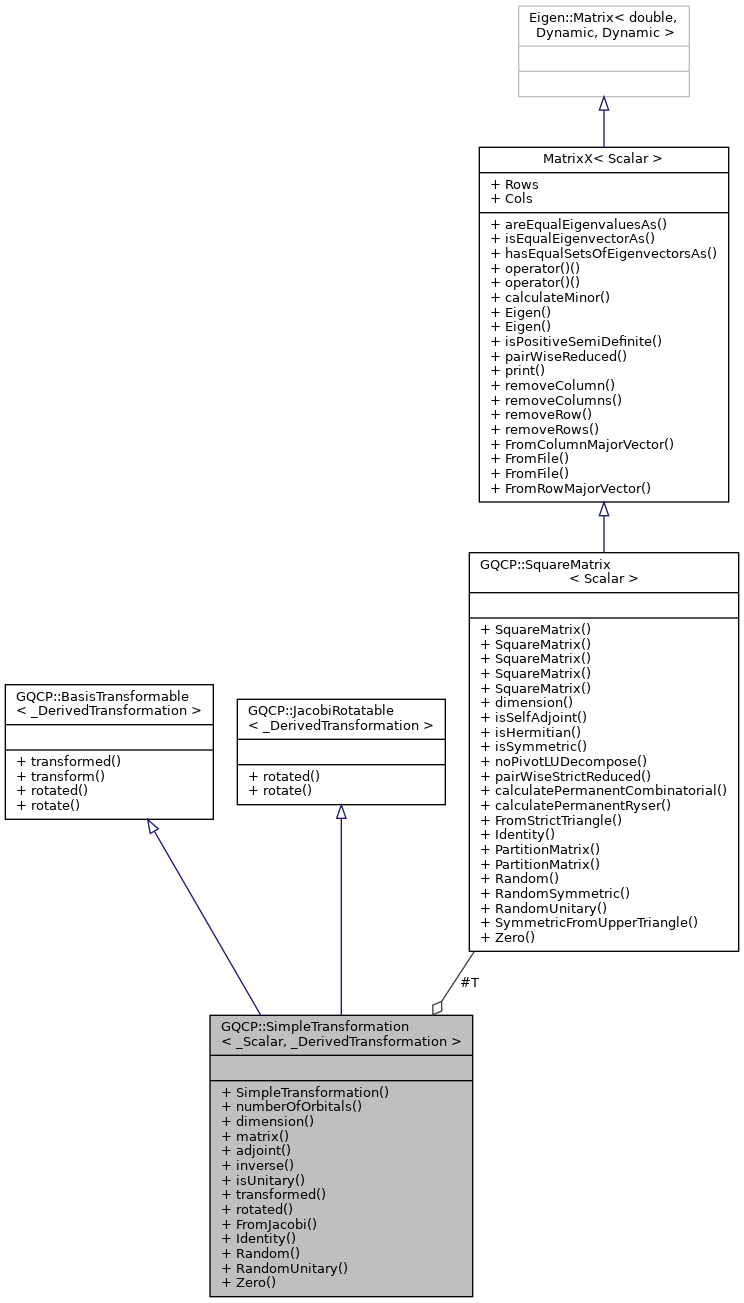 Eigen::Matrix< double,
Dynamic, Dynamic >
MatrixX< Scalar >
+ Rows
+ Cols
+ areEqualEigenvaluesAs()
+ isEqualEigenvectorAs()
+ hasEqualSetsOfEigenvectorsAs()
+ operator()()
+ operator()()
+ calculateMinor()
+ Eigen()
+ Eigen()
+ isPositiveSemiDefinite()
+ pairWiseReduced()
+ print()
+ removeColumn()
+ removeColumns()
+ removeRow()
+ removeRows()
+ FromColumnMajorVector()
+ FromFile()
+ FromFile()
+ FromRowMajorVector()
GQCP::SquareMatrix
< Scalar >
+ SquareMatrix()
+ SquareMatrix()
+ SquareMatrix()
+ SquareMatrix()
+ SquareMatrix()
+ dimension()
+ isSelfAdjoint()
+ isHermitian()
+ isSymmetric()
+ noPivotLUDecompose()
+ pairWiseStrictReduced()
+ calculatePermanentCombinatorial()
+ calculatePermanentRyser()
+ FromStrictTriangle()
+ Identity()
+ PartitionMatrix()
+ PartitionMatrix()
+ Random()
+ RandomSymmetric()
+ RandomUnitary()
+ SymmetricFromUpperTriangle()
+ Zero()
GQCP::BasisTransformable
< _DerivedTransformation >
+ transformed()
+ transform()
+ rotated()
+ rotate()
GQCP::JacobiRotatable
< _DerivedTransformation >
+ rotated()
+ rotate()
#T
GQCP::SimpleTransformation
< _Scalar, _DerivedTransformation >
+ SimpleTransformation()
+ numberOfOrbitals()
+ dimension()
+ matrix()
+ adjoint()
+ inverse()
+ isUnitary()
+ transformed()
+ rotated()
+ FromJacobi()
+ Identity()
+ Random()
+ RandomUnitary()
+ Zero()